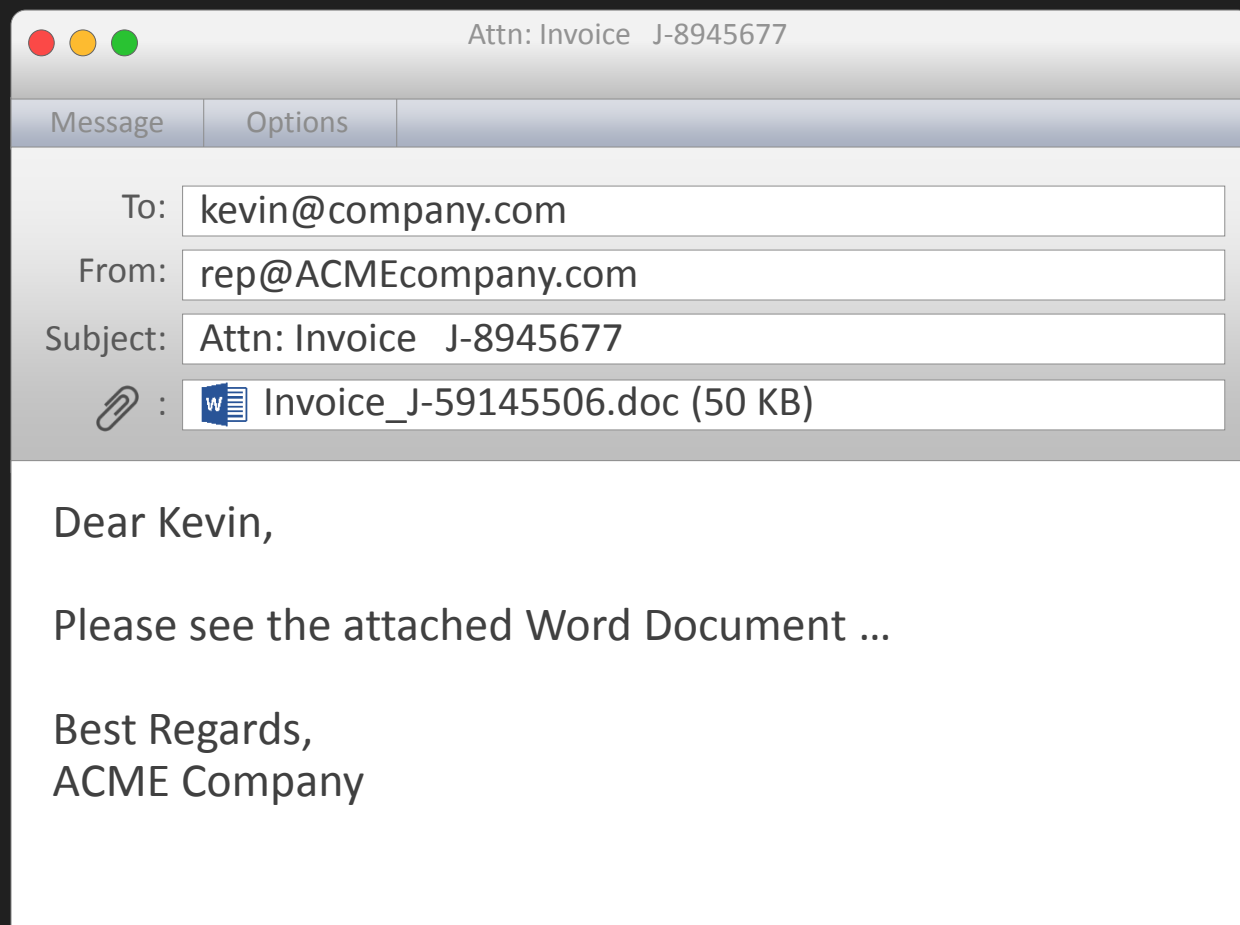 Attn: Invoice   J-8945677
Message   Options
To: kevin@company.com
From: rep@ACMEcompany.com
Subject: Attn: Invoice   J-8945677
: W Invoice_J-59145506.doc (50 KB)
Dear Kevin,
Please see the attached Word Document ...
Best Regards,
ACME Company